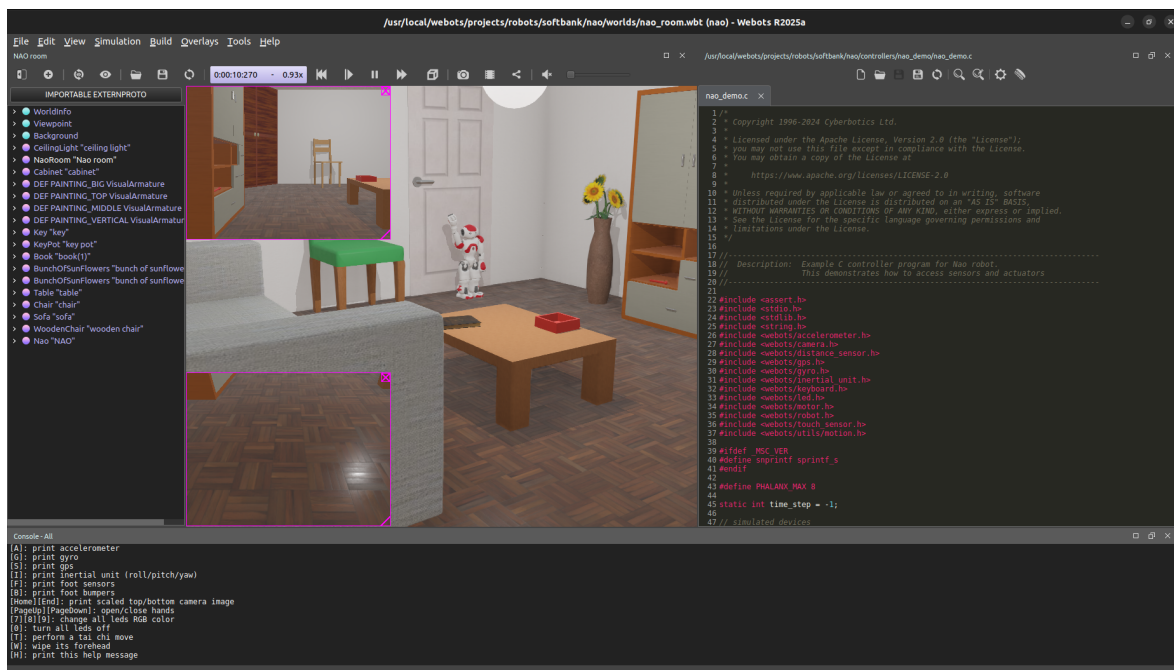 /usr/local/webots/projects/robots/softbank/nao/worlds/nao_room.wbt (nao) - Webots R2025a
File Edit View Simulation Build Overlays Tools Help
NAO room
0:00:10:270 - 0.93x
IMPORTABLE EXTERNPROTO
WorldInfo
Viewpoint
Background
CeilingLight "ceiling light"
NaoRoom "Nao room"
Cabinet "cabinet"
DEF PAINTING_BIG VisualArmature
DEF PAINTING_TOP VisualArmature
DEF PAINTING_MIDDLE VisualArmature
DEF PAINTING_VERTICAL VisualArmatur
Key "key"
KeyPot "key pot"
Book "book(1)"
BunchOfSunFlowers "bunch of sunflowe
BunchOfSunFlowers "bunch of sunflowe
Table "table"
Chair "chair"
Sofa "sofa"
WoodenChair "wooden chair"
Nao "NAO"
/usr/local/webots/projects/robots/softbank/nao/controllers/nao_demo/nao_demo.c
nao_demo.c
1 /*
2 * Copyright 1996-2024 Cyberbotics Ltd.
3 *
4 * Licensed under the Apache License, Version 2.0 (the "License");
5 * you may not use this file except in compliance with the License.
6 * You may obtain a copy of the License at
7 *
8 * https://www.apache.org/licenses/LICENSE-2.0
9 *
10 * Unless required by applicable law or agreed to in writing, software
11 * distributed under the License is distributed on an "AS IS" BASIS,
12 * WITHOUT WARRANTIES OR CONDITIONS OF ANY KIND, either express or implied.
13 * See the License for the specific language governing permissions and
14 * limitations under the License.
15 */
16
17 //--------------------------------------------------------------------------
18 // Description: Example C controller program for Nao robot.
19 // This demonstrates how to access sensors and actuators
20 //--------------------------------------------------------------------------
21
22 #include <assert.h>
23 #include <stdio.h>
24 #include <stdlib.h>
25 #include <string.h>
26 #include <webots/accelerometer.h>
27 #include <webots/camera.h>
28 #include <webots/distance_sensor.h>
29 #include <webots/gps.h>
30 #include <webots/gyro.h>
31 #include <webots/inertial_unit.h>
32 #include <webots/keyboard.h>
33 #include <webots/led.h>
34 #include <webots/motor.h>
35 #include <webots/robot.h>
36 #include <webots/touch_sensor.h>
37 #include <webots/utils/motion.h>
38
39 #ifdef _MSC_VER
40 #define snprintf sprintf_s
41 #endif
42
43 #define PHALANX_MAX 8
44
45 static int time_step = -1;
46
47 // simulated devices
Console - All
[A]: print accelerometer
[G]: print gyro
[S]: print gps
[I]: print inertial unit (roll/pitch/yaw)
[F]: print foot sensors
[B]: print foot bumpers
[Home][End]: print scaled top/bottom camera image
[PageUp][PageDown]: open/close hands
[7][8][9]: change all leds RGB color
[0]: turn all leds off
[T]: perform a tai chi move
[W]: wipe its forehead
[H]: print this help message